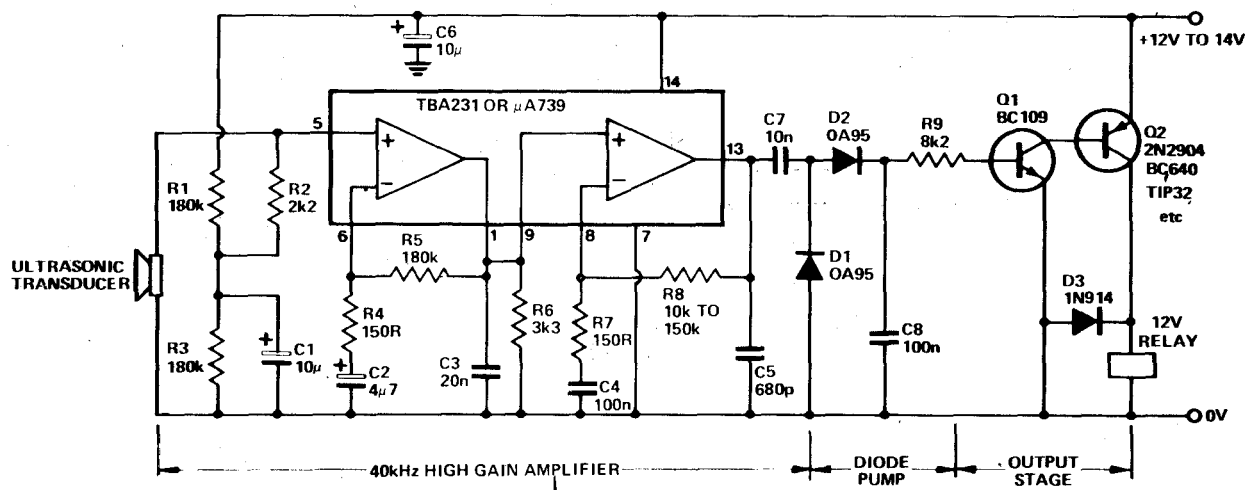 +12V TO 14V
C6
10μ
+
14
TBA231 OR μA739
5
+
−
+
−
13
C7
10n
D2
OA95
R9
8k2
Q1
BC109
Q2
2N2904
BC640
TIP32
etc
R1
180k
R2
2k2
6
1
9
8
7
R5
180k
ULTRASONIC
TRANSDUCER
R4
150R
R6
3k3
R7
150R
R8
10k TO
150k
D1
OA95
D3
1N914
12V
RELAY
R3
180k
+
C1
10μ
+
C2
4μ7
C3
20n
C4
100n
C5
680p
C8
100n
0V
40kHz HIGH GAIN AMPLIFIER
DIODE
PUMP
OUTPUT
STAGE